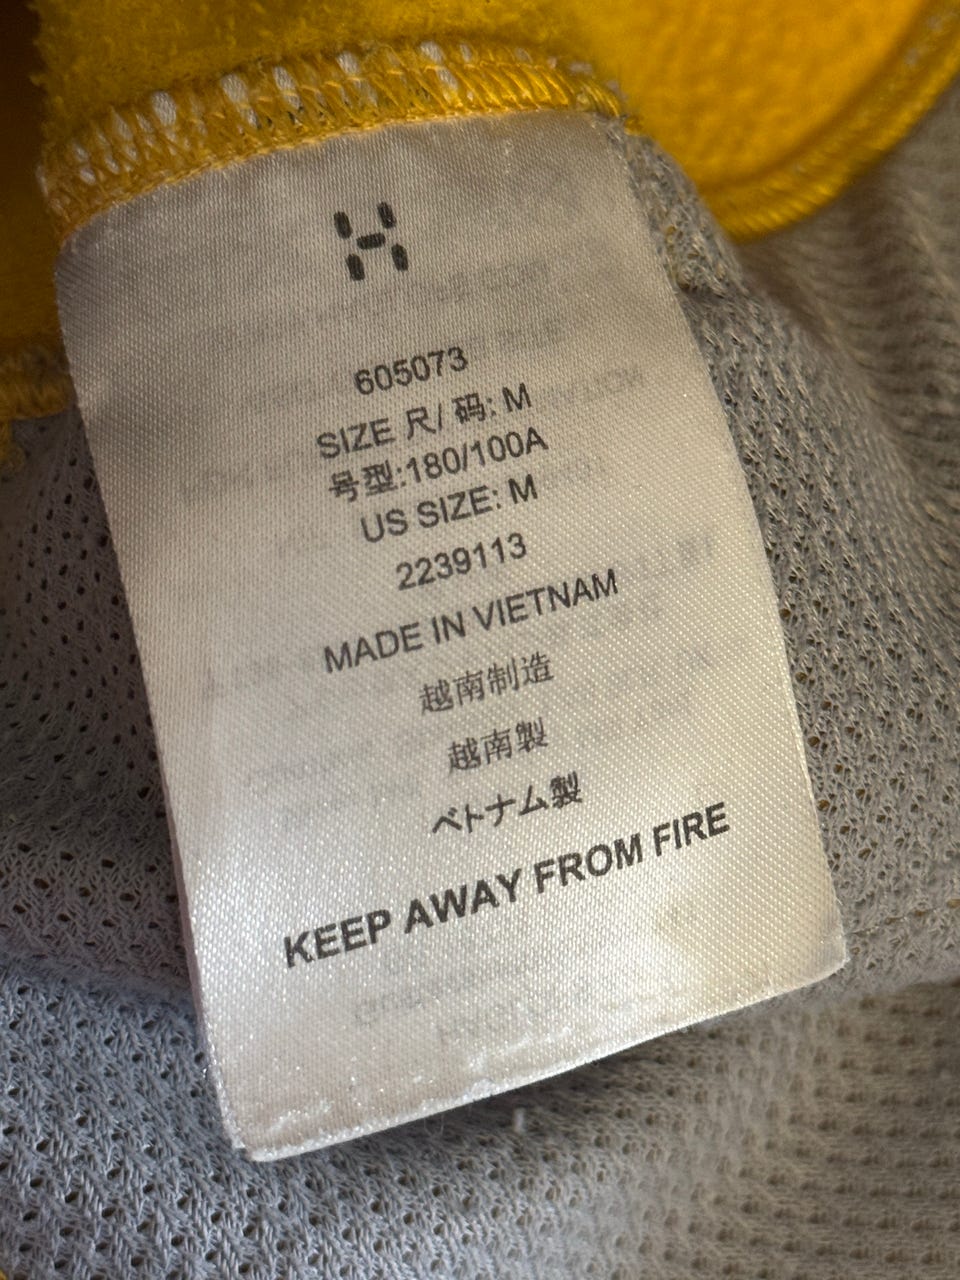 605073
SIZE 尺/ 码: M
号型:180/100A
US SIZE: M
2239113
MADE IN VIETNAM
越南制造
越南製
ベトナム製
KEEP AWAY FROM FIRE